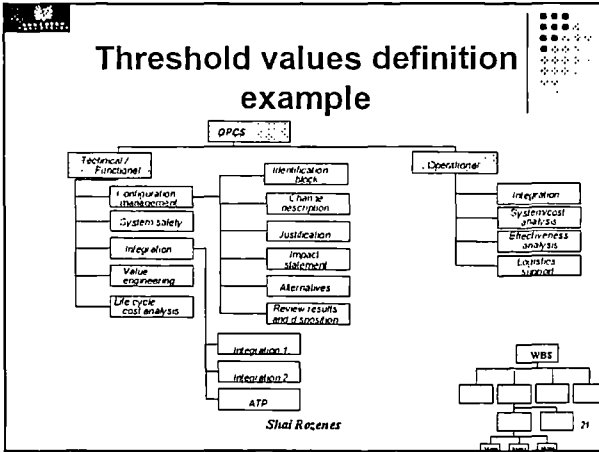 Threshold values definition
example
OPCS
Technical /
Functional
Operational
Configuration
management
System safety
Integration
Value
engineering
Life cycle
cost analysis
Identification
block
Change
description
Justification
Impact
statement
Alternatives
Review results
and disposition
Integration 1
Integration 2
ATP
Integration
System/cost
analysis
Effectiveness
analysis
Logistics
support
WBS
Shai Rozenes
21